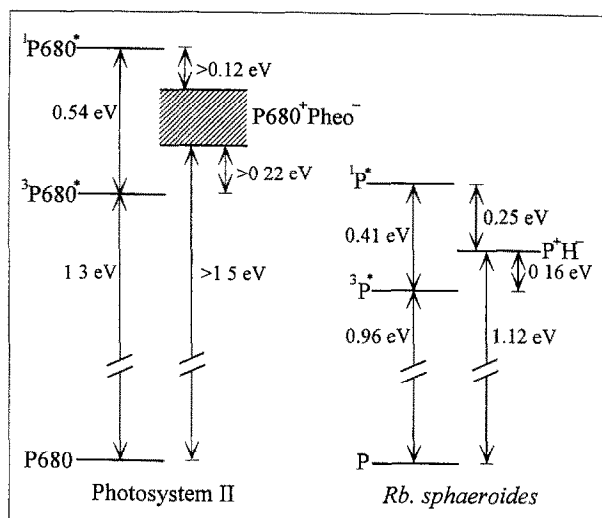 ¹P680*
>0.12 eV
0.54 eV
P680⁺Pheo⁻
>0 22 eV
³P680*
1 3 eV
>1 5 eV
P680
Photosystem II
¹P*
0.25 eV
0.41 eV
P⁺H⁻
0 16 eV
³P*
0.96 eV
1.12 eV
P
Rb. sphaeroides